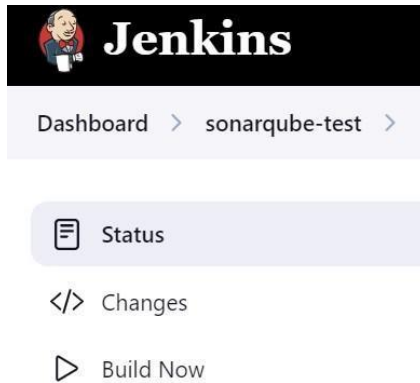 Jenkins
Dashboard > sonarqube-test >
Status
Changes
Build Now